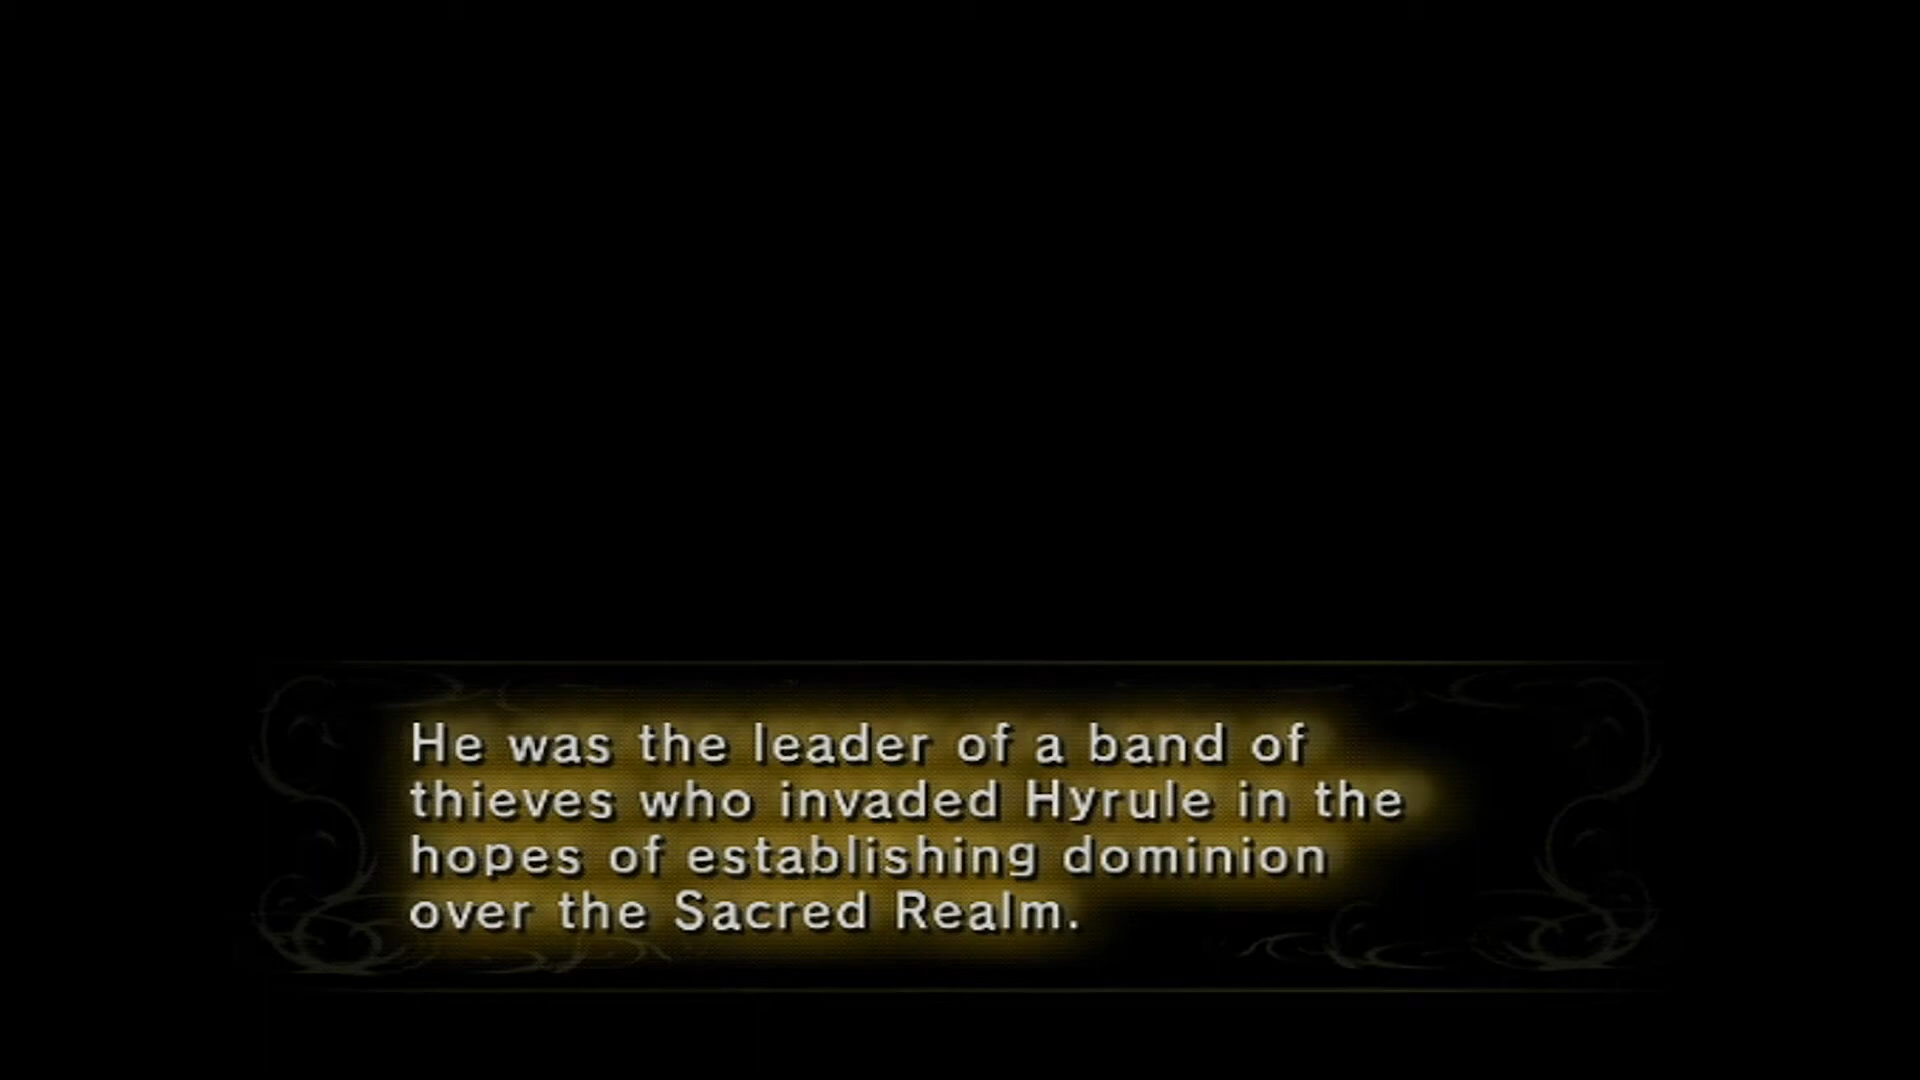 He was the leader of a band of
thieves who invaded Hyrule in the
hopes of establishing dominion
over the Sacred Realm.